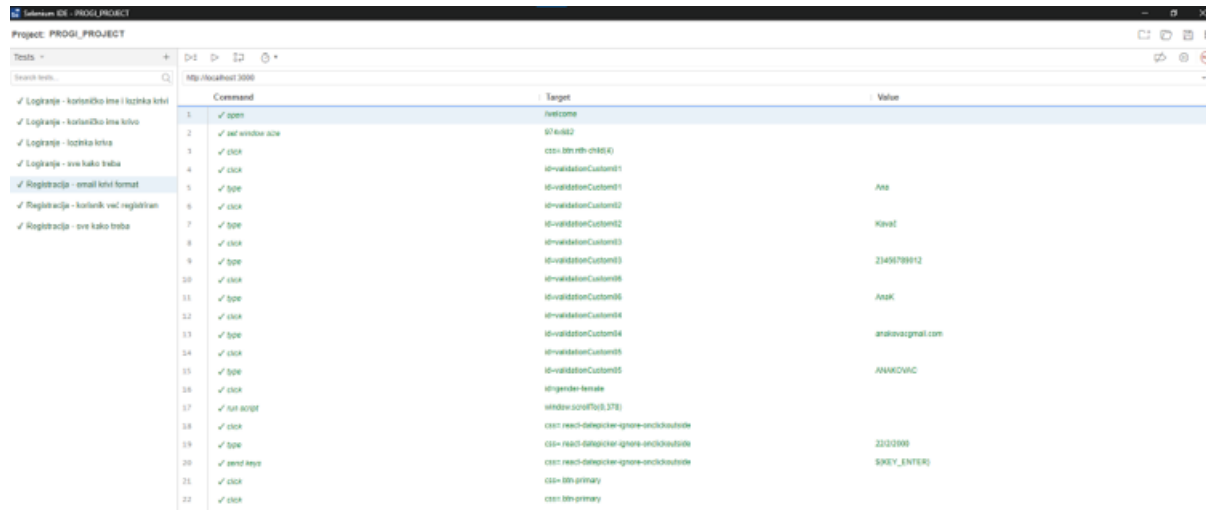 Selenium IDE - PROGI_PROJECT
Project: PROGI_PROJECT
Tests
Search tests...
http://localhost:3000
✓ Logiranje - korisničko ime i lozinka krivi
✓ Logiranje - korisničko ime krivo
✓ Logiranje - lozinka kriva
✓ Logiranje - sve kako treba
✓ Registracija - email krivi format
✓ Registracija - korisnik već registriran
✓ Registracija - sve kako treba
Command Target Value
1 ✓ open /welcome
2 ✓ set window size 974x682
3 ✓ click css=.btn:nth-child(4)
4 ✓ click id=validationCustom01
5 ✓ type id=validationCustom01 Ana
6 ✓ click id=validationCustom02
7 ✓ type id=validationCustom02 Kovač
8 ✓ click id=validationCustom03
9 ✓ type id=validationCustom03 23456789012
10 ✓ click id=validationCustom06
11 ✓ type id=validationCustom06 AnaK
12 ✓ click id=validationCustom04
13 ✓ type id=validationCustom04 anakovacgmail.com
14 ✓ click id=validationCustom05
15 ✓ type id=validationCustom05 ANAKOVAC
16 ✓ click id=gender-female
17 ✓ run script window.scrollTo(0,378)
18 ✓ click css=.react-datepicker-ignore-onclickoutside
19 ✓ type css=.react-datepicker-ignore-onclickoutside 22/2/2000
20 ✓ send keys css=.react-datepicker-ignore-onclickoutside ${KEY_ENTER}
21 ✓ click css=.btn-primary
22 ✓ click css=.btn-primary